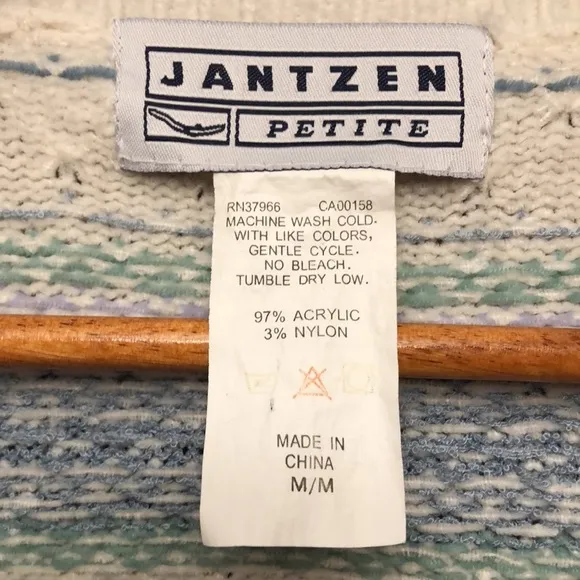 JANTZEN
PETITE
RN37966 CA00158
MACHINE WASH COLD.
WITH LIKE COLORS,
GENTLE CYCLE.
NO BLEACH.
TUMBLE DRY LOW.
97% ACRYLIC
3% NYLON
MADE IN
CHINA
M/M